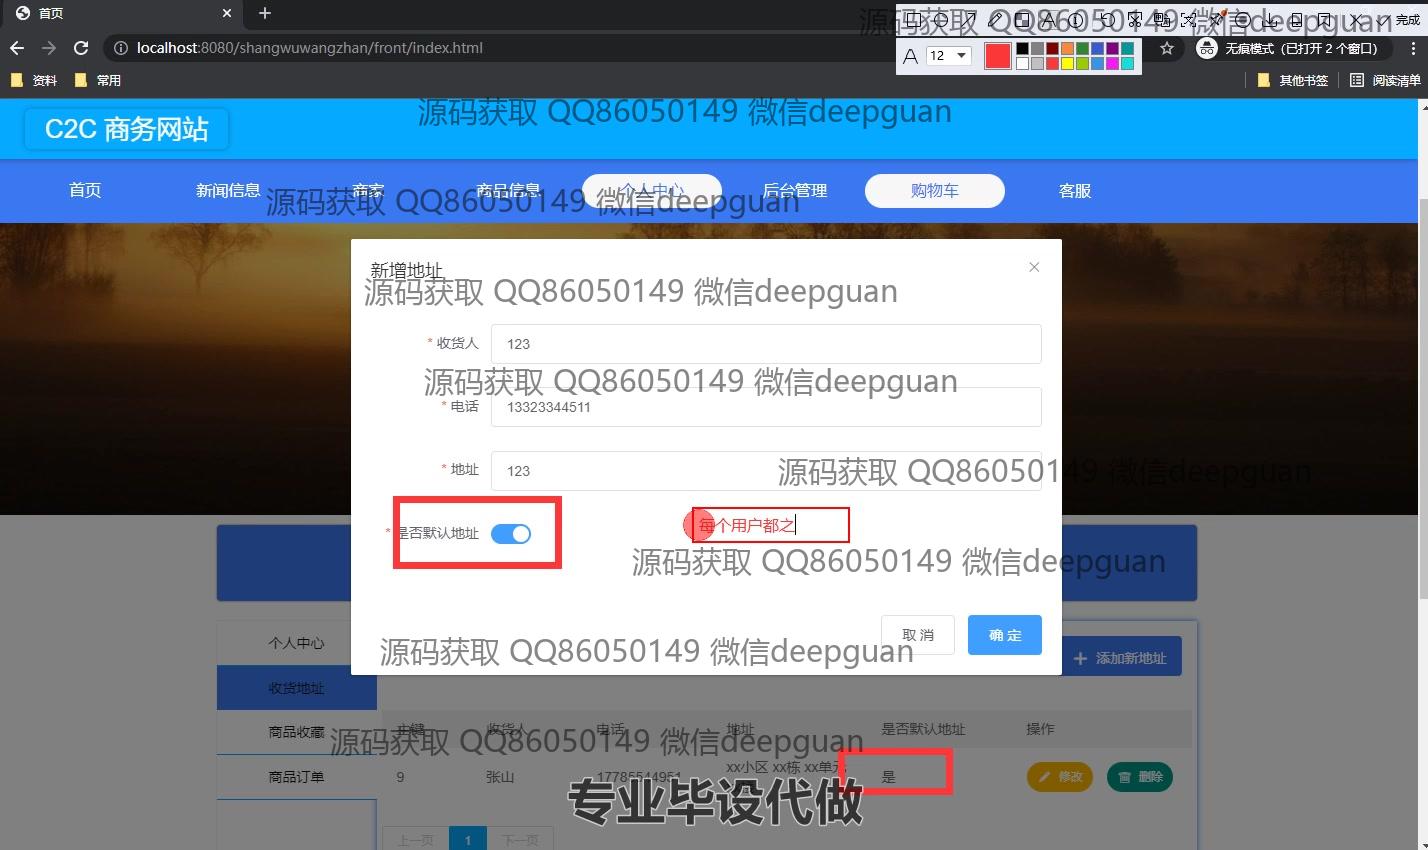 首页
源码获取 QQ86050149 微信deepguan
完成
localhost:8080/shangwuwangzhan/front/index.html
A 12
无痕模式（已打开 2 个窗口）
资料 常用
其他书签 阅读清单
C2C 商务网站
源码获取 QQ86050149 微信deepguan
首页 新闻信息 商家 商品信息 个人中心 后台管理 购物车 客服
源码获取 QQ86050149 微信deepguan
新增地址
源码获取 QQ86050149 微信deepguan
* 收货人 123
源码获取 QQ86050149 微信deepguan
* 电话 13323344511
* 地址 123
源码获取 QQ86050149 微信deepguan
* 是否默认地址
每个用户都之
源码获取 QQ86050149 微信deepguan
取 消 确 定
个人中心
源码获取 QQ86050149 微信deepguan
添加新地址
收货地址
商品收藏
主键 收货人 电话 地址 是否默认地址 操作
源码获取 QQ86050149 微信deepguan
商品订单
9 张山 17785544951 xx小区 xx栋 xx单元 是 修改 删除
专业毕设代做
上一页 1 下一页